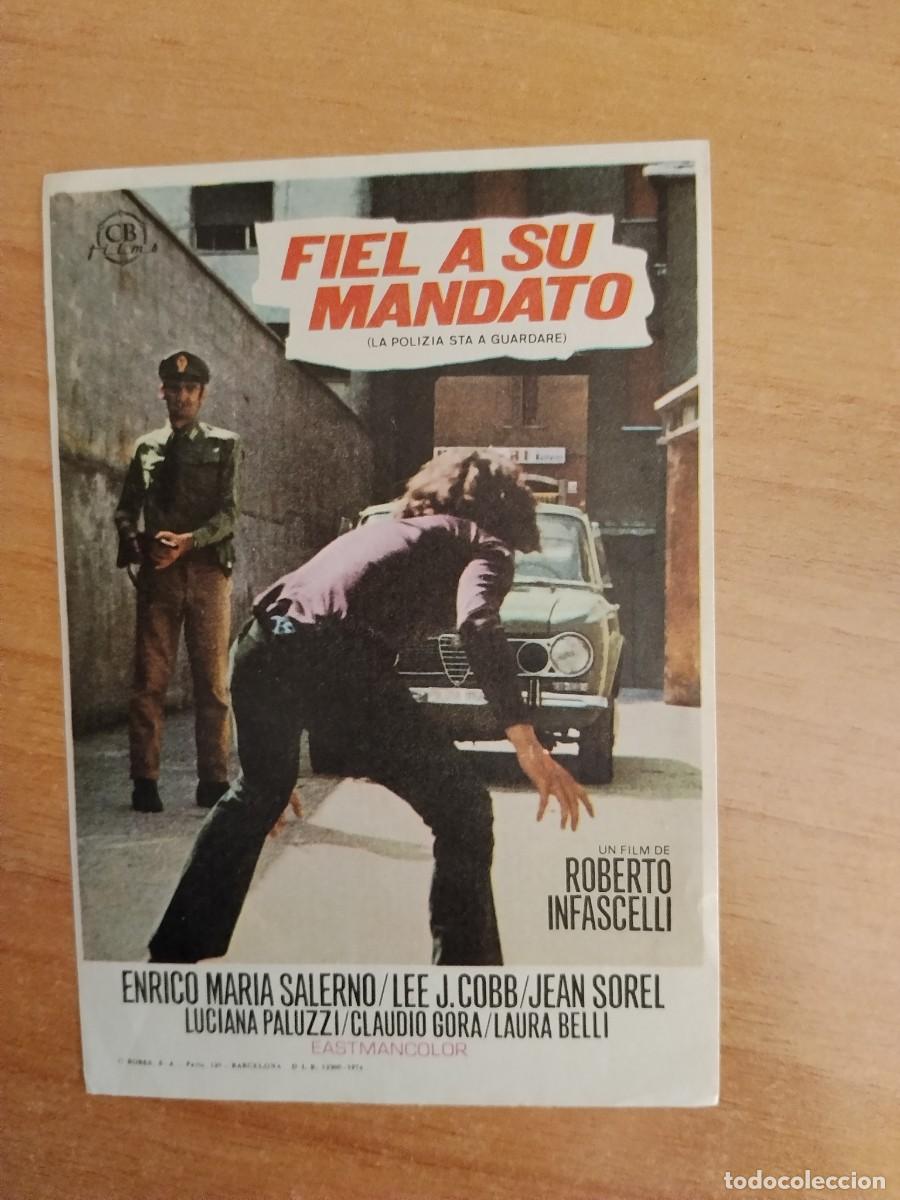 CB
films
FIEL A SU
MANDATO
(LA POLIZIA STA A GUARDARE)
UN FILM DE
ROBERTO
INFASCELLI
ENRICO MARIA SALERNO/LEE J. COBB/JEAN SOREL
LUCIANA PALUZZI/CLAUDIO GORA/LAURA BELLI
EASTMANCOLOR
BARCELONA
todocoleccion